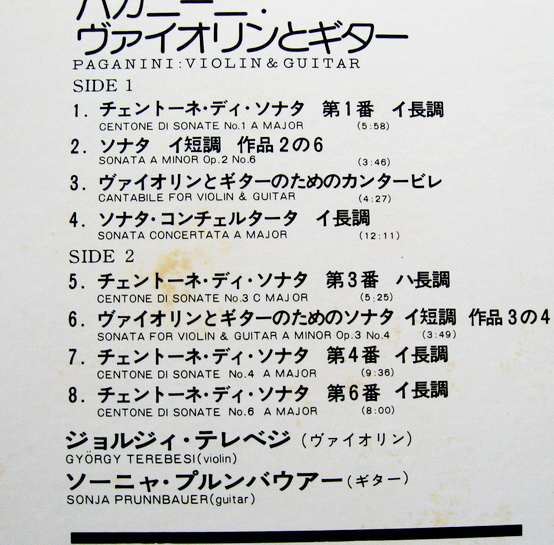 パガニーニ:
ヴァイオリンとギター
PAGANINI:VIOLIN&GUITAR
SIDE 1
1. チェントーネ・ディ・ソナタ 第1番 イ長調
CENTONE DI SONATE No.1 A MAJOR (5:58)
2. ソナタ イ短調 作品2の6
SONATA A MINOR Op.2 No.6 (3:46)
3. ヴァイオリンとギターのためのカンタービレ
CANTABILE FOR VIOLIN & GUITAR (4:27)
4. ソナタ・コンチェルタータ イ長調
SONATA CONCERTATA A MAJOR (12:11)
SIDE 2
5. チェントーネ・ディ・ソナタ 第3番 ハ長調
CENTONE DI SONATE No.3 C MAJOR (5:25)
6. ヴァイオリンとギターのためのソナタ イ短調 作品3の4
SONATA FOR VIOLIN & GUITAR A MINOR Op.3 No.4 (3:49)
7. チェントーネ・ディ・ソナタ 第4番 イ長調
CENTONE DI SONATE No.4 A MAJOR (9:36)
8. チェントーネ・ディ・ソナタ 第6番 イ長調
CENTONE DI SONATE No.6 A MAJOR (8:00)
ジョルジィ・テレベジ(ヴァイオリン)
GYÖRGY TEREBESI(violin)
ソーニャ・プルンバウアー(ギター)
SONJA PRUNNBAUER(guitar)